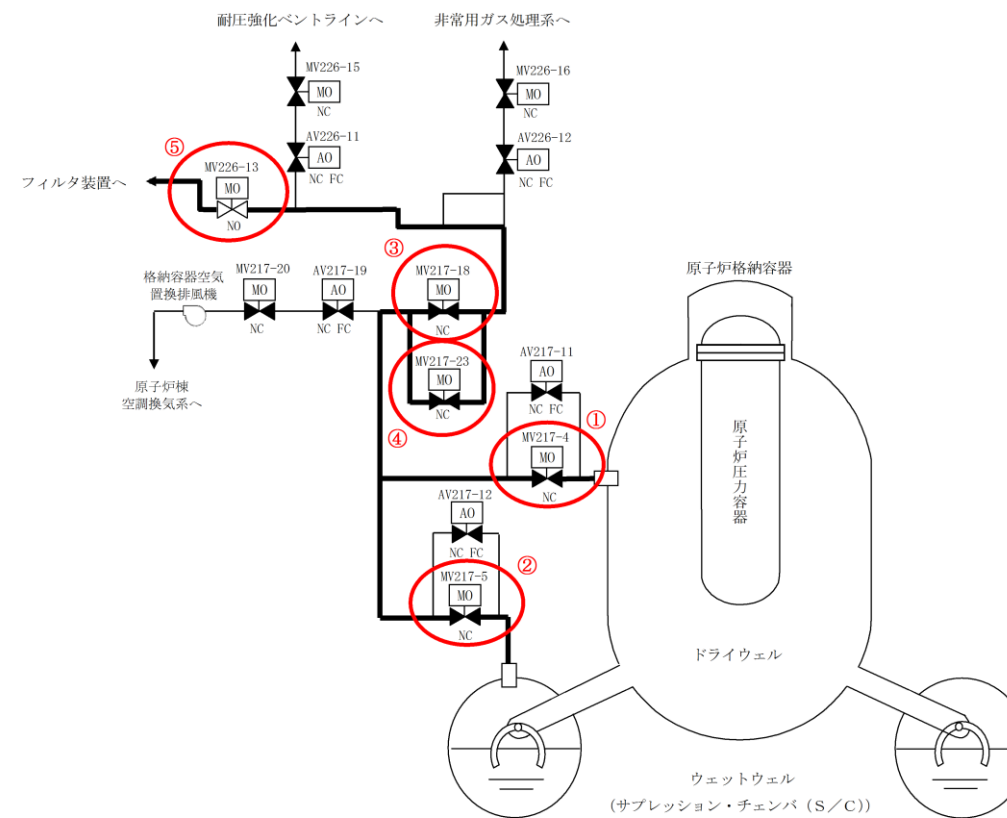 耐圧強化ベントラインへ
非常用ガス処理系へ
MV226-15
MO
NC
MV226-16
MO
NC
AV226-11
AO
NC FC
AV226-12
AO
NC FC
⑤
MV226-13
MO
NO
フィルタ装置へ
③
MV217-18
MO
NC
格納容器空気
置換排風機
MV217-20
MO
NC
AV217-19
AO
NC FC
原子炉棟
空調換気系へ
MV217-23
MO
NC
④
AV217-11
AO
NC FC
①
MV217-4
MO
NC
AV217-12
AO
NC FC
②
MV217-5
MO
NC
原子炉格納容器
原子炉圧力容器
ドライウェル
ウェットウェル
(サプレッション・チェンバ(S/C))